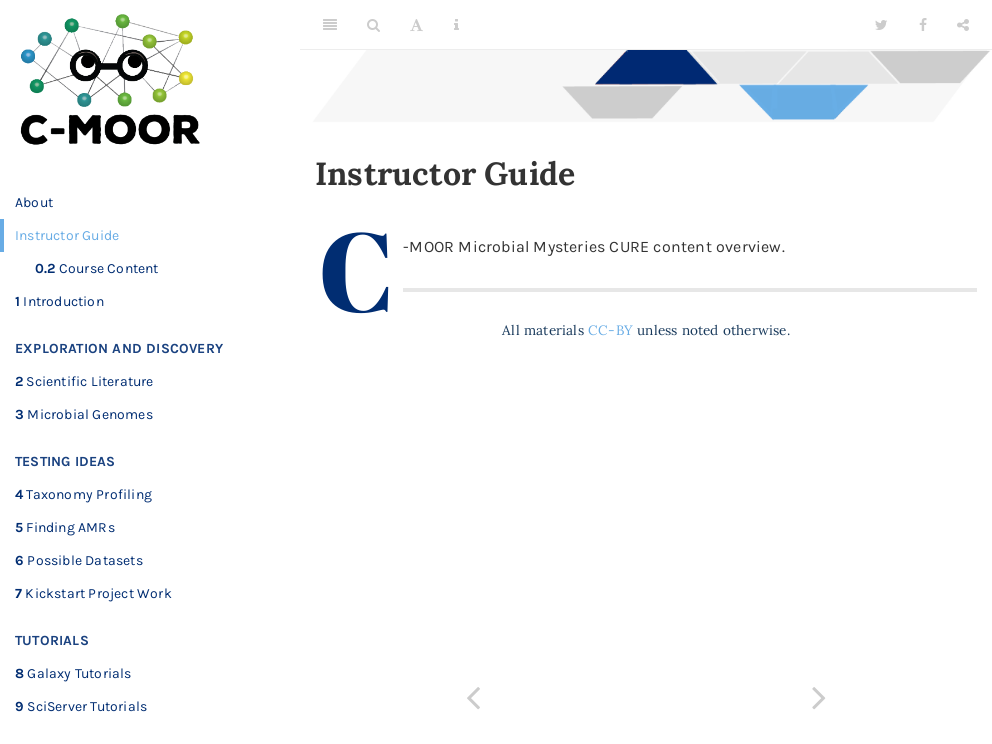 C-MOOR
About
Instructor Guide
0.2 Course Content
1 Introduction
EXPLORATION AND DISCOVERY
2 Scientific Literature
3 Microbial Genomes
TESTING IDEAS
4 Taxonomy Profiling
5 Finding AMRs
6 Possible Datasets
7 Kickstart Project Work
TUTORIALS
8 Galaxy Tutorials
9 SciServer Tutorials
A
Instructor Guide
C-MOOR Microbial Mysteries CURE content overview.
All materials CC-BY unless noted otherwise.